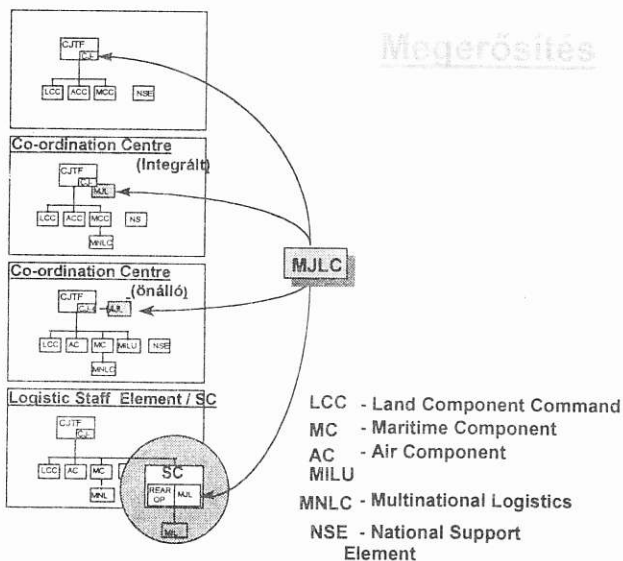 Megerősítés
CJTF
CJ-
LCC ACC MCC NSE
Co-ordination Centre
(Integrált)
CJTF
CJ-
MJL
LCC ACC MCC NS
MNLC
MJLC
Co-ordination Centre
(önálló)
CJTF
LCC AC MC MILU NSE
MNLC
Logistic Staff Element / SC
CJTF
CJ-
LCC AC MC
SC
MNL
REAR OP
MJL
LCC - Land Component Command
MC - Maritime Component
AC - Air Component
MILU
MNLC - Multinational Logistics
NSE - National Support
Element